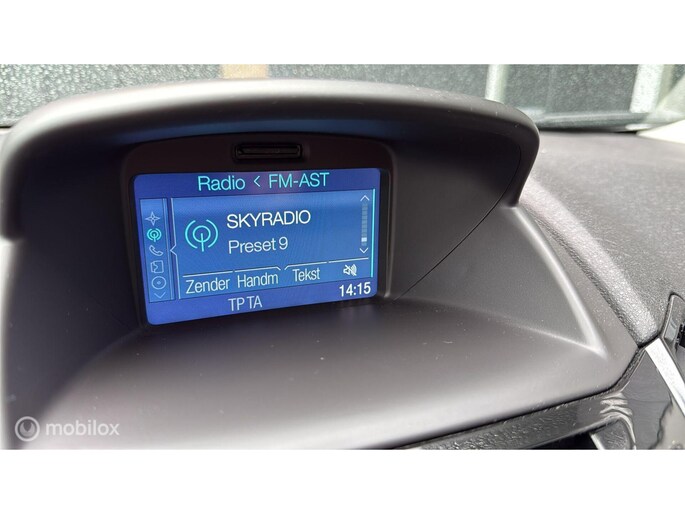 Radio < FM-AST
SKYRADIO
Preset 9
Zender Handm Tekst
TP TA 14:15
mobilox